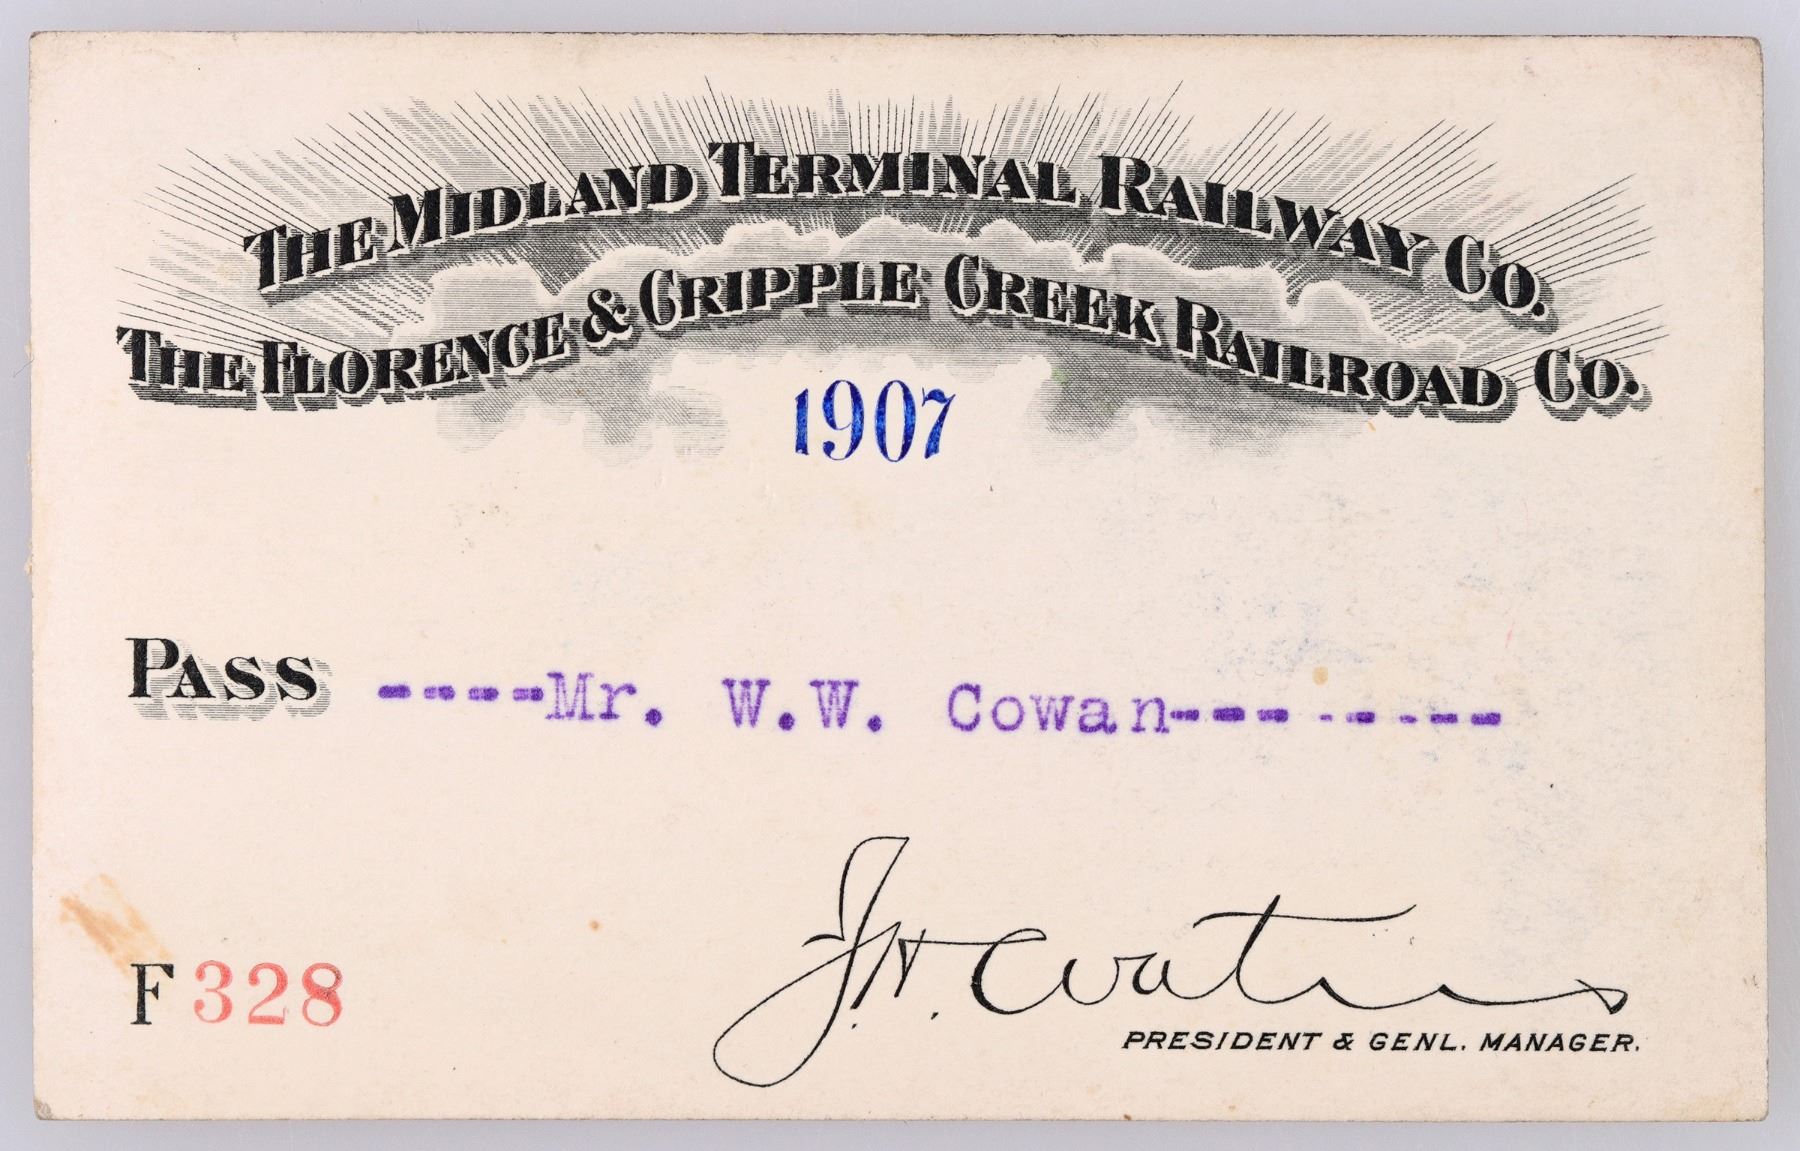 THE MIDLAND TERMINAL RAILWAY CO.
THE FLORENCE & CRIPPLE CREEK RAILROAD CO.
1907
PASS ----Mr. W.W. Cowan--- -----
J.H. Waters
PRESIDENT & GENL. MANAGER.
F 328